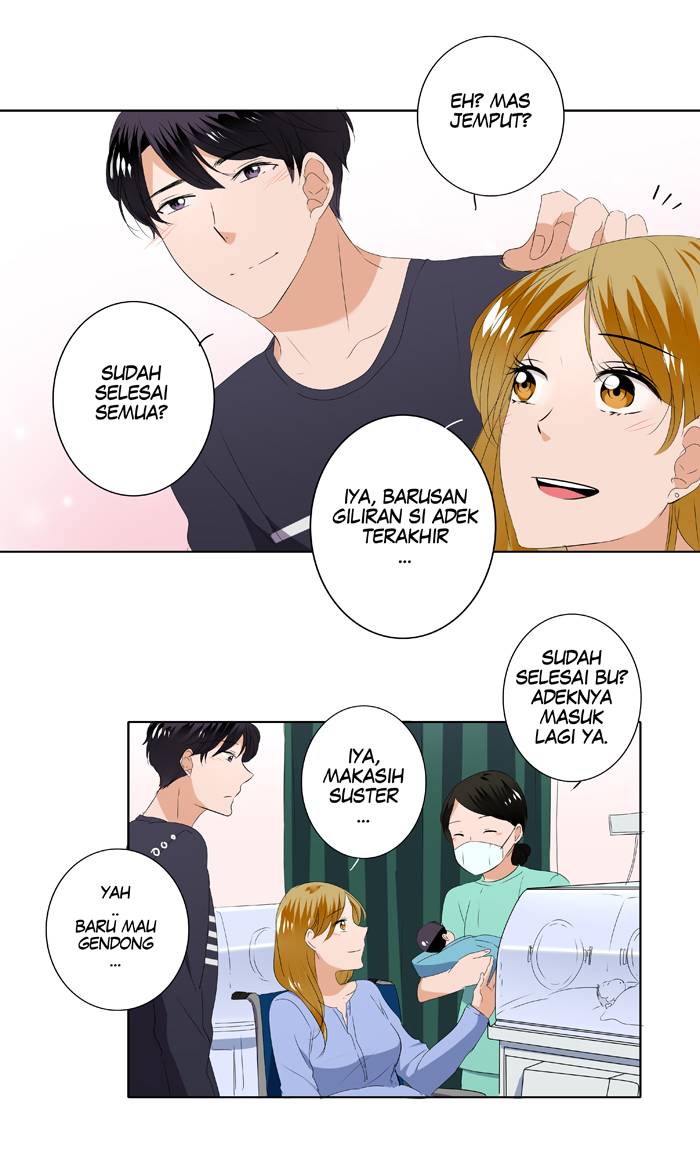 EH? MAS
JEMPUT?
SUDAH
SELESAI
SEMUA?
IYA, BARUSAN
GILIRAN SI ADEK
TERAKHIR
...
SUDAH
SELESAI BU?
ADEKNYA
MASUK
LAGI YA.
IYA,
MAKASIH
SUSTER
...
YAH
..
BARU MAU
GENDONG
...